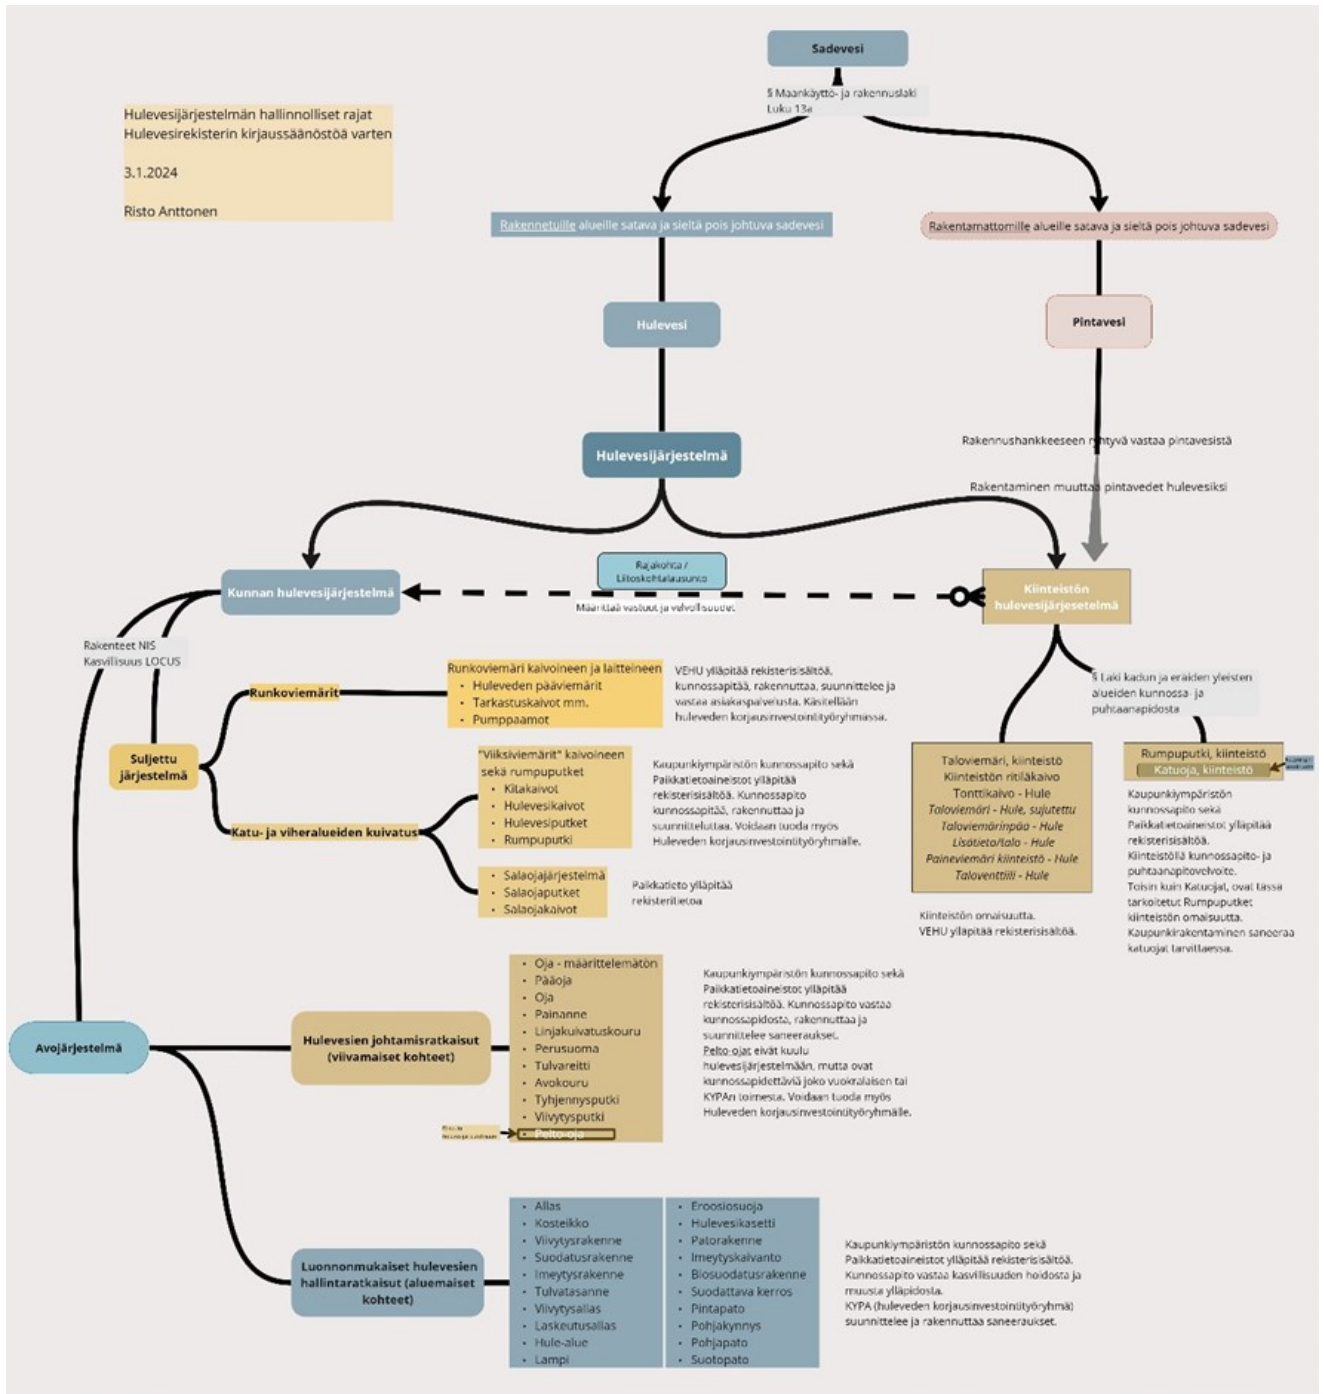 Sadevesi
§ Maankäyttö- ja rakennuslaki
Luku 13a
Hulevesijärjestelmän hallinnolliset rajat
Hulevesirekisterin kirjaussäänöstöä varten
3.1.2024
Risto Anttonen
Rakennetuille alueille satava ja sieltä pois johtuva sadevesi
Rakentamattomille alueille satava ja sieltä pois johtuva sadevesi
Hulevesi
Pintavesi
Rakennushankkeeseen ryhtyvä vastaa pintavesistä
Hulevesijärjestelmä
Rakentaminen muuttaa pintavedet hulevesiksi
Rajakohta /
Liitoskohtalausunto
Määrittää vastuut ja velvollisuudet
Kunnan hulevesijärjestelmä
Kiinteistön
hulevesijärjesetelmä
Rakenteet NIS
Kasvillisuus LOCUS
Runkoviemärit
Runkoviemäri kaivoineen ja laitteineen
• Huleveden pääviemärit
• Tarkastuskaivot mm.
• Pumppaamot
VEHU ylläpitää rekisterisisältöä,
kunnossapitää, rakennuttaa, suunnittelee ja
vastaa asiakaspalvelusta. Käsitellään
huleveden korjausinvestointityöryhmässä.
§ Laki kadun ja eräiden yleisten
alueiden kunnossa- ja
puhtaanapidosta
Suljettu
järjestelmä
"Viiksiviemärit" kaivoineen
sekä rumpuputket
• Kitakaivot
• Hulevesikaivot
• Hulevesiputket
• Rumpuputki
Kaupunkiympäristön kunnossapito sekä
Paikkatietoaineistot ylläpitää
rekisterisisältöä. Kunnossapito
kunnossapitää, rakennuttaa ja
suunnitteluttaa. Voidaan tuoda myös
Huleveden korjausinvestointityöryhmälle.
Katu- ja viheralueiden kuivatus
• Salaojajärjestelmä
• Salaojaputket
• Salaojakaivot
Paikkatieto ylläpitää
rekisteritietoa
Taloviemäri, kiinteistö
Kiinteistön ritiläkaivo
Tonttikaivo - Hule
Taloviemäri - Hule, sujutettu
Taloviemärinpää - Hule
Lisätieto/talo - Hule
Paineviemäri kiinteistö - Hule
Taloventtiili - Hule
Kiinteistön omaisuutta.
VEHU ylläpitää rekisterisisältöä.
Rumpuputki, kiinteistö
Katuoja, kiinteistö
Kaupunkiympäristön
kunnossapito sekä
Paikkatietoaineistot ylläpitää
rekisterisisältöä.
Kiinteistöllä kunnossapito- ja
puhtaanapitovelvoite.
Toisin kuin Katuojat, ovat tässä
tarkoitetut Rumpuputket
kiinteistön omaisuutta.
Kaupunkirakentaminen saneeraa
katuojat tarvittaessa.
Avojärjestelmä
Hulevesien johtamisratkaisut
(viivamaiset kohteet)
• Oja - määrittelemätön
• Pääoja
• Oja
• Painanne
• Linjakuivatuskouru
• Perusuoma
• Tulvareitti
• Avokouru
• Tyhjennysputki
• Viivytysputki
• Pelto-oja
Kaupunkiympäristön kunnossapito sekä
Paikkatietoaineistot ylläpitää
rekisterisisältöä. Kunnossapito vastaa
kunnossapidosta, rakennuttaa ja
suunnittelee saneeraukset.
Pelto-ojat eivät kuulu
hulevesijärjestelmään, mutta ovat
kunnossapidettäviä joko vuokralaisen tai
KYPAn toimesta. Voidaan tuoda myös
Huleveden korjausinvestointityöryhmälle.
Luonnonmukaiset hulevesien
hallintaratkaisut (aluemaiset
kohteet)
• Allas
• Kosteikko
• Viivytysrakenne
• Suodatusrakenne
• Imeytysrakenne
• Tulvatasanne
• Viivytysallas
• Laskeutusallas
• Hule-alue
• Lampi
• Eroosiosuoja
• Hulevesikasetti
• Patorakenne
• Imeytyskaivanto
• Biosuodatusrakenne
• Suodattava kerros
• Pintapato
• Pohjakynnys
• Pohjapato
• Suotopato
Kaupunkiympäristön kunnossapito sekä
Paikkatietoaineistot ylläpitää rekisterisisältöä.
Kunnossapito vastaa kasvillisuuden hoidosta ja
muusta ylläpidosta.
KYPA (huleveden korjausinvestointityöryhmä)
suunnittelee ja rakennuttaa saneeraukset.